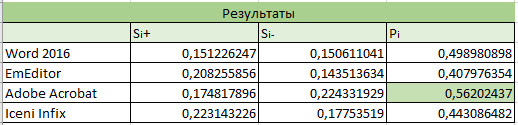 Результаты
Si+ Si- Pi
Word 2016 0,151226247 0,150611041 0,498980898
EmEditor 0,208255856 0,143513634 0,407976354
Adobe Acrobat 0,174817896 0,224331929 0,56202437
Iceni Infix 0,223143226 0,17753519 0,443086482